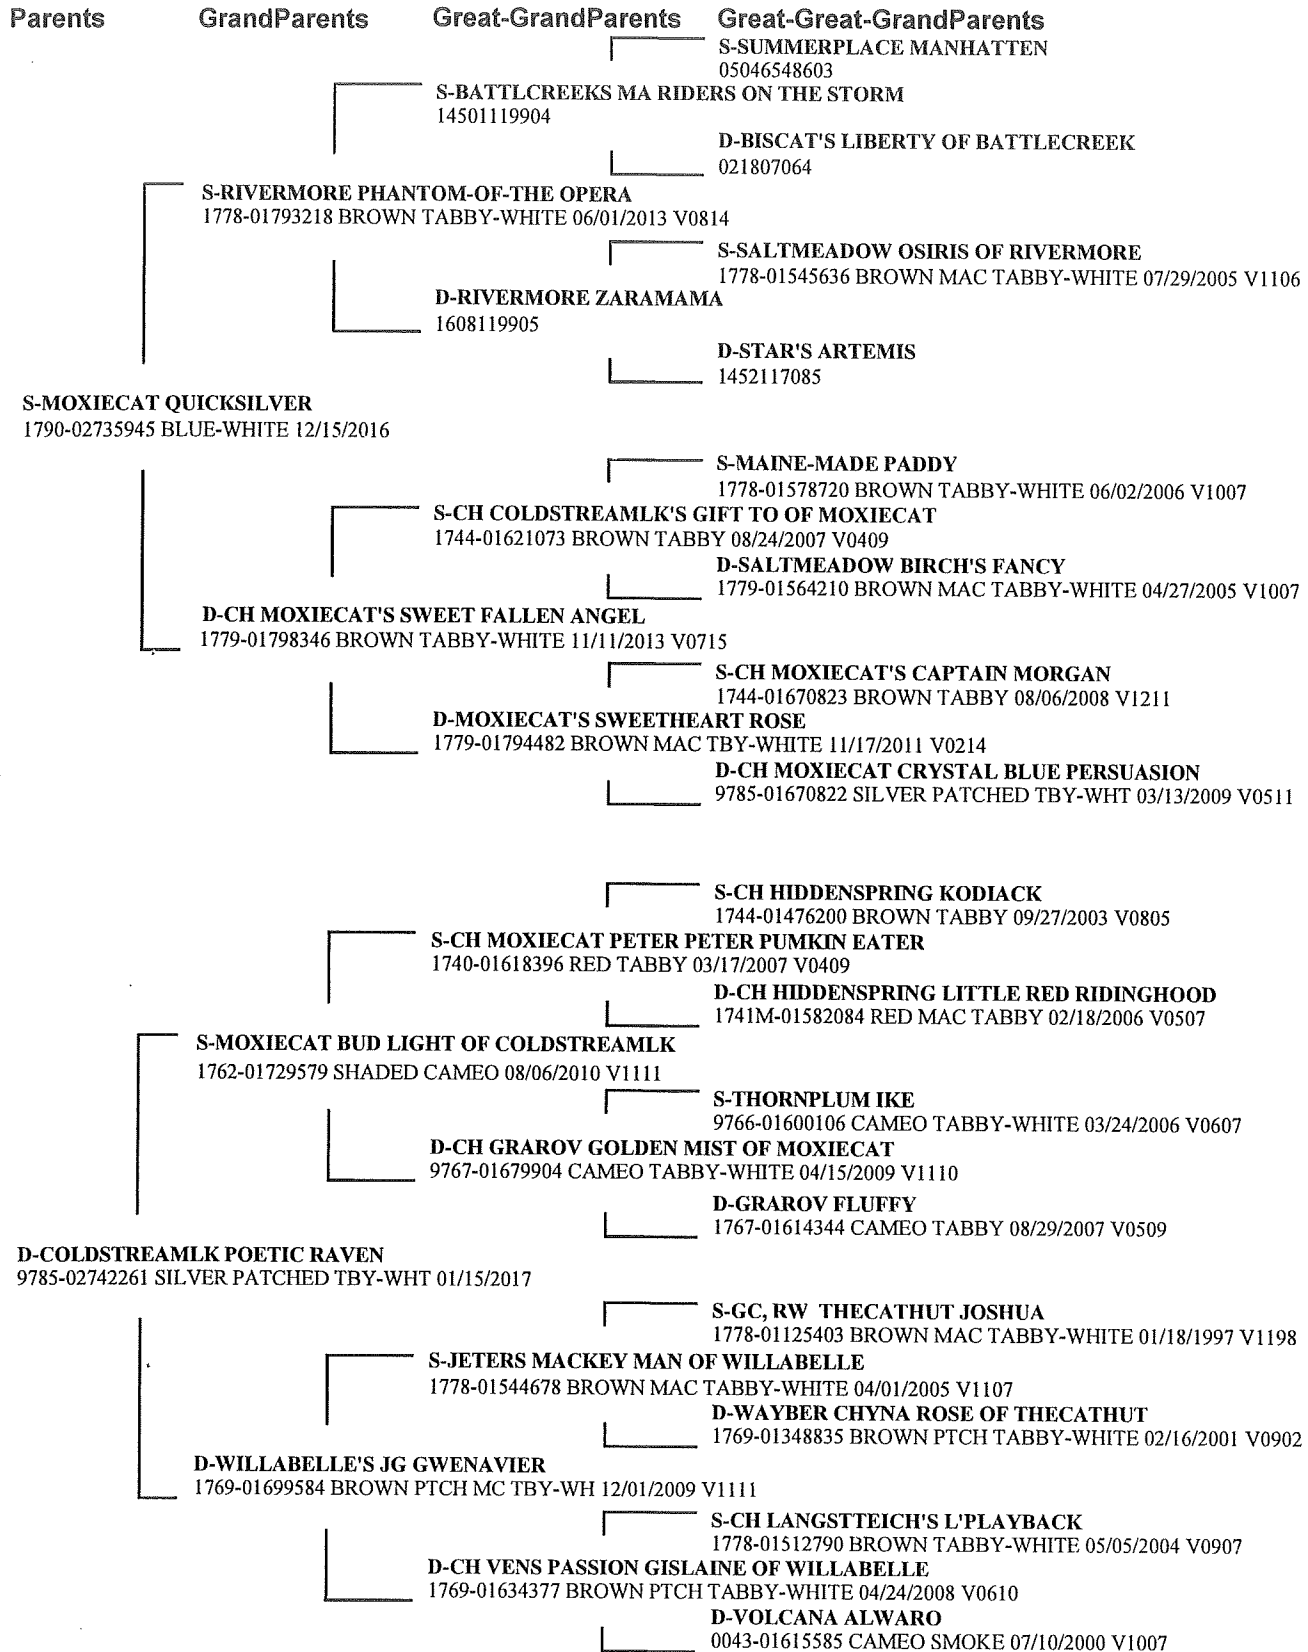 Parents GrandParents Great-GrandParents Great-Great-GrandParents
S-SUMMERPLACE MANHATTEN
05046548603
S-BATTLCREEKS MA RIDERS ON THE STORM
14501119904
D-BISCAT'S LIBERTY OF BATTLECREEK
021807064
S-RIVERMORE PHANTOM-OF-THE OPERA
1778-01793218 BROWN TABBY-WHITE 06/01/2013 V0814
S-SALTMEADOW OSIRIS OF RIVERMORE
1778-01545636 BROWN MAC TABBY-WHITE 07/29/2005 V1106
D-RIVERMORE ZARAMAMA
1608119905
D-STAR'S ARTEMIS
1452117085
S-MOXIECAT QUICKSILVER
1790-02735945 BLUE-WHITE 12/15/2016
S-MAINE-MADE PADDY
1778-01578720 BROWN TABBY-WHITE 06/02/2006 V1007
S-CH COLDSTREAMLK'S GIFT TO OF MOXIECAT
1744-01621073 BROWN TABBY 08/24/2007 V0409
D-SALTMEADOW BIRCH'S FANCY
1779-01564210 BROWN MAC TABBY-WHITE 04/27/2005 V1007
D-CH MOXIECAT'S SWEET FALLEN ANGEL
1779-01798346 BROWN TABBY-WHITE 11/11/2013 V0715
S-CH MOXIECAT'S CAPTAIN MORGAN
1744-01670823 BROWN TABBY 08/06/2008 V1211
D-MOXIECAT'S SWEETHEART ROSE
1779-01794482 BROWN MAC TBY-WHITE 11/17/2011 V0214
D-CH MOXIECAT CRYSTAL BLUE PERSUASION
9785-01670822 SILVER PATCHED TBY-WHT 03/13/2009 V0511
S-CH HIDDENSPRING KODIACK
1744-01476200 BROWN TABBY 09/27/2003 V0805
S-CH MOXIECAT PETER PETER PUMKIN EATER
1740-01618396 RED TABBY 03/17/2007 V0409
D-CH HIDDENSPRING LITTLE RED RIDINGHOOD
1741M-01582084 RED MAC TABBY 02/18/2006 V0507
S-MOXIECAT BUD LIGHT OF COLDSTREAMLK
1762-01729579 SHADED CAMEO 08/06/2010 V1111
S-THORNPLUM IKE
9766-01600106 CAMEO TABBY-WHITE 03/24/2006 V0607
D-CH GRAROV GOLDEN MIST OF MOXIECAT
9767-01679904 CAMEO TABBY-WHITE 04/15/2009 V1110
D-GRAROV FLUFFY
1767-01614344 CAMEO TABBY 08/29/2007 V0509
D-COLDSTREAMLK POETIC RAVEN
9785-02742261 SILVER PATCHED TBY-WHT 01/15/2017
S-GC, RW THECATHUT JOSHUA
1778-01125403 BROWN MAC TABBY-WHITE 01/18/1997 V1198
S-JETERS MACKEY MAN OF WILLABELLE
1778-01544678 BROWN MAC TABBY-WHITE 04/01/2005 V1107
D-WAYBER CHYNA ROSE OF THECATHUT
1769-01348835 BROWN PTCH TABBY-WHITE 02/16/2001 V0902
D-WILLABELLE'S JG GWENAVIER
1769-01699584 BROWN PTCH MC TBY-WH 12/01/2009 V1111
S-CH LANGSTTEICH'S L'PLAYBACK
1778-01512790 BROWN TABBY-WHITE 05/05/2004 V0907
D-CH VENS PASSION GISLAINE OF WILLABELLE
1769-01634377 BROWN PTCH TABBY-WHITE 04/24/2008 V0610
D-VOLCANA ALWARO
0043-01615585 CAMEO SMOKE 07/10/2000 V1007